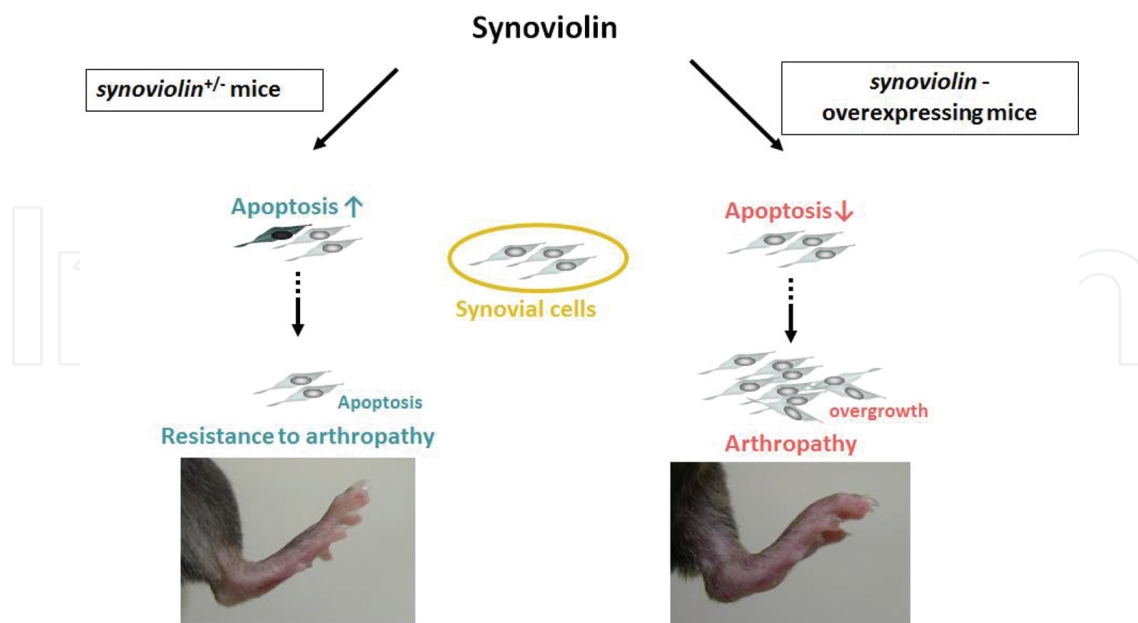 Synoviolin
synoviolin+/- mice
synoviolin -
overexpressing mice
Apoptosis ↑
Apoptosis↓
Synovial cells
Apoptosis
Resistance to arthropathy
overgrowth
Arthropathy